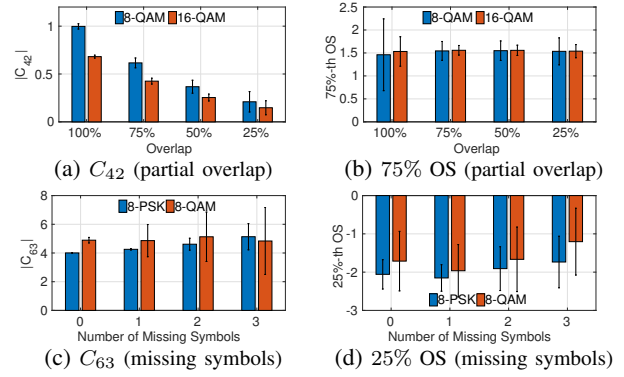 8-QAM 16-QAM
1
0.5
0
|C42|
100% 75% 50% 25%
Overlap
(a) C42 (partial overlap)
8-QAM 16-QAM
2.5
2
1.5
1
0.5
0
75%-th OS
100% 75% 50% 25%
Overlap
(b) 75% OS (partial overlap)
8-PSK 8-QAM
8
6
4
2
0
|C63|
0 1 2 3
Number of Missing Symbols
(c) C63 (missing symbols)
0
-1
-2
-3
25%-th OS
8-PSK 8-QAM
0 1 2 3
Number of Missing Symbols
(d) 25% OS (missing symbols)